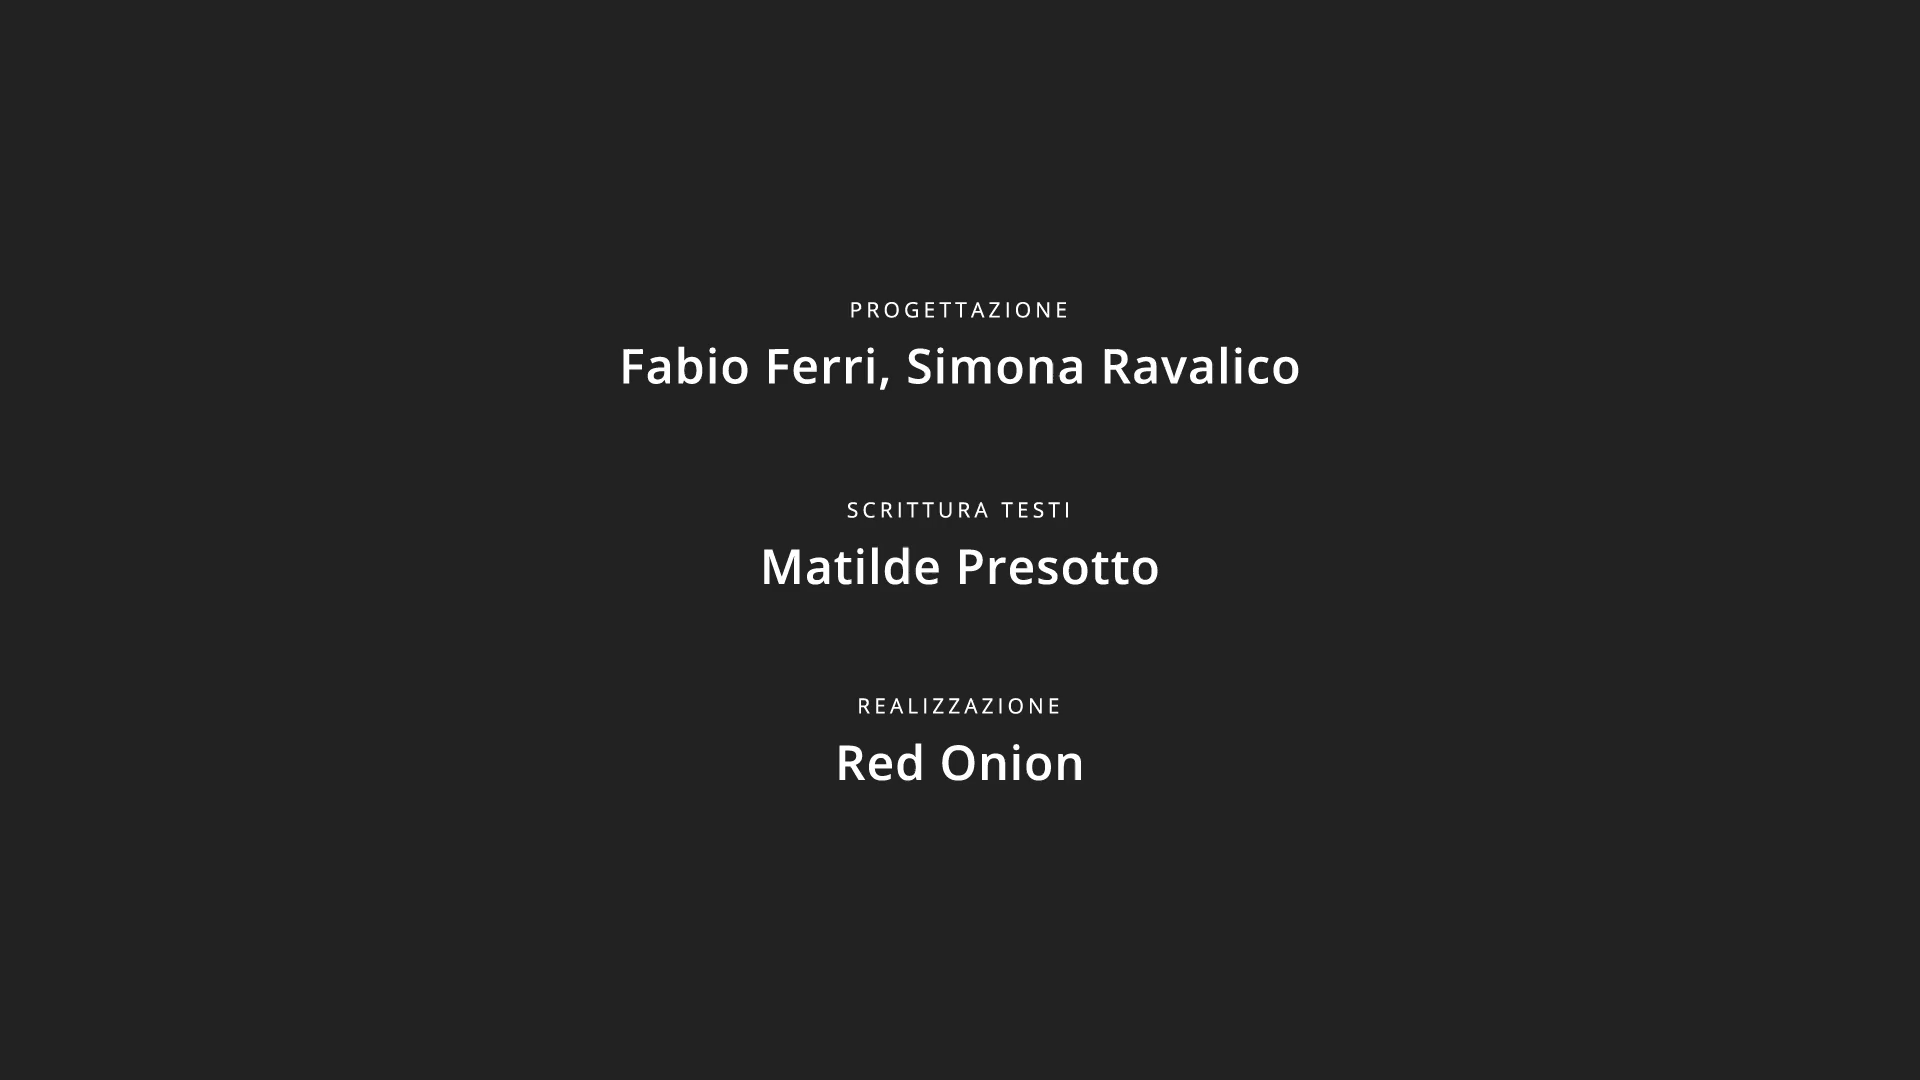 PROGETTAZIONE
Fabio Ferri, Simona Ravalico
SCRITTURA TESTI
Matilde Presotto
REALIZZAZIONE
Red Onion